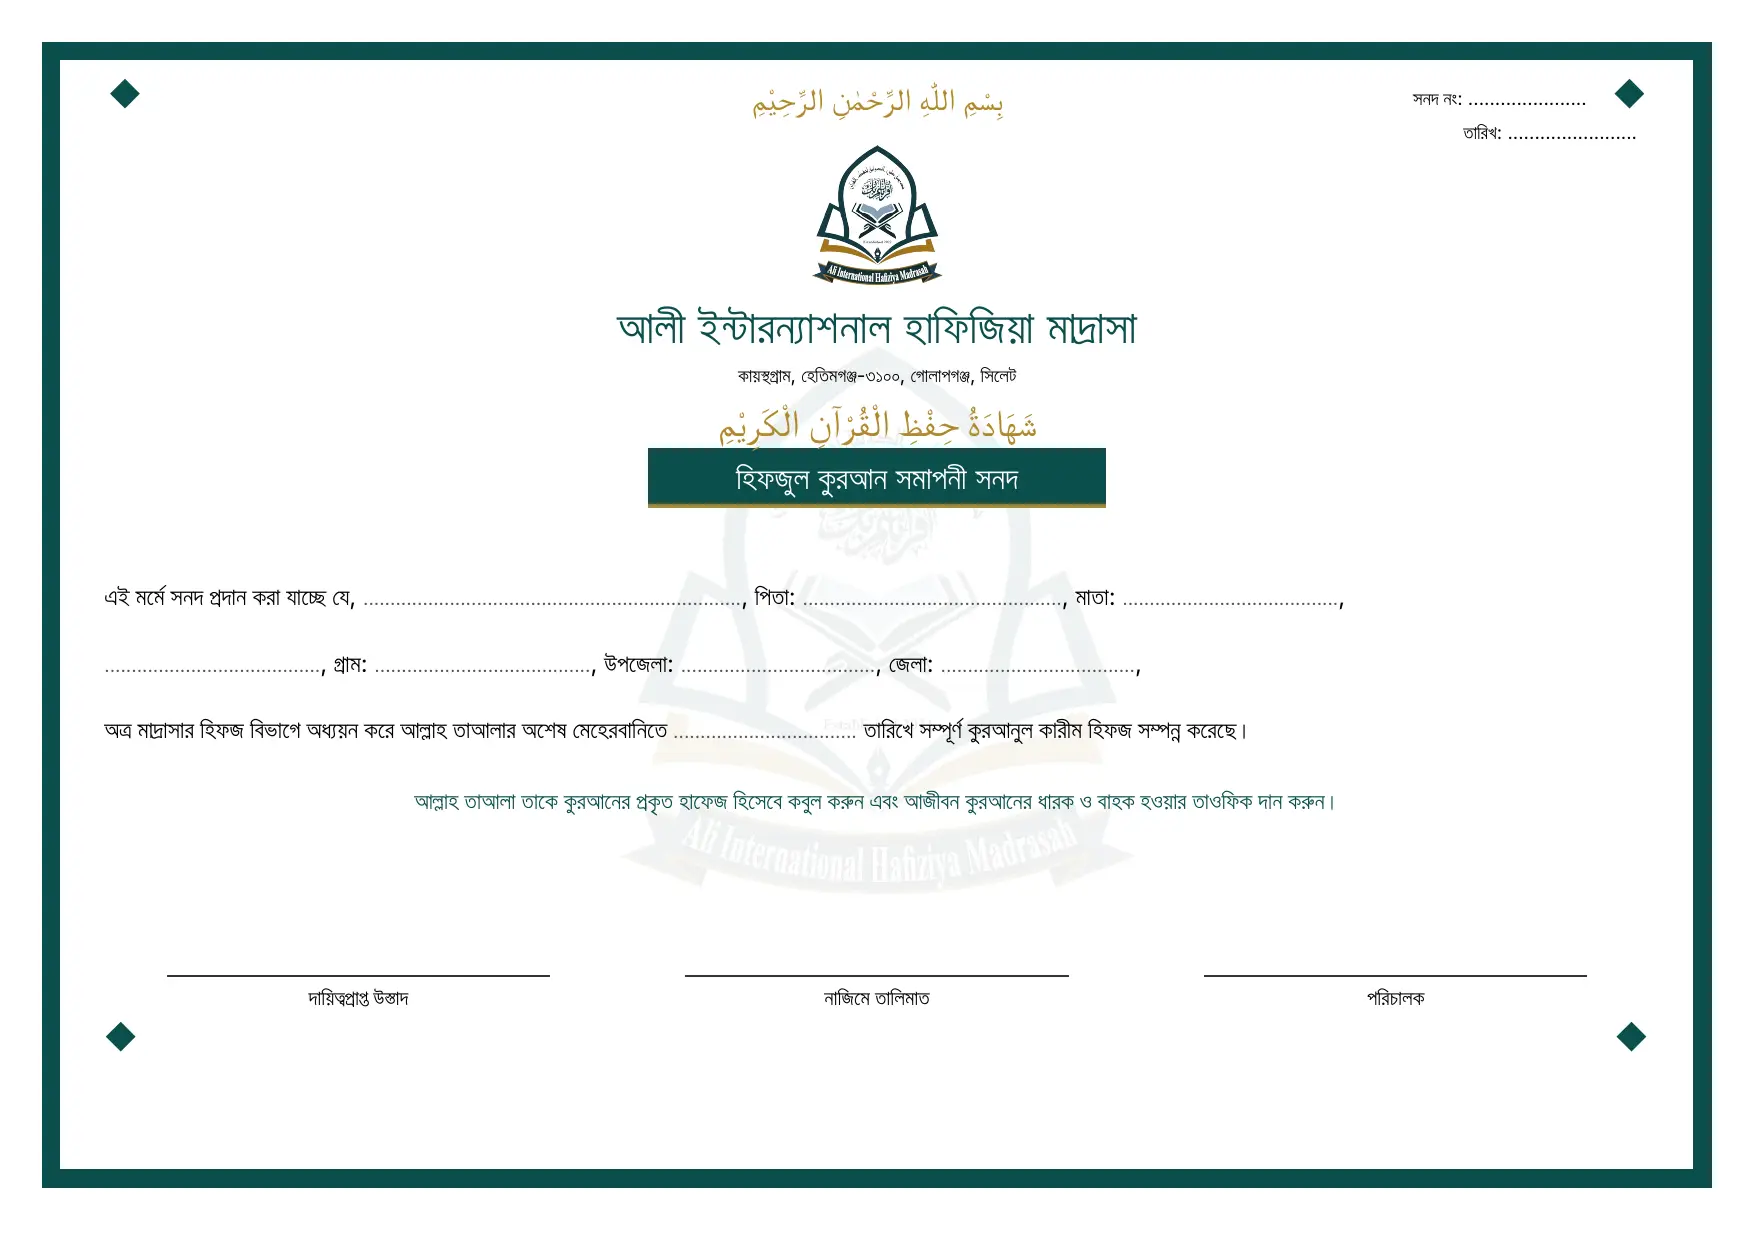 بِسْمِ اللّٰهِ الرَّحْمٰنِ الرَّحِيْمِ
সনদ নং: ......................
তারিখ: ........................
Ali International Hafiziya Madrasah
আলী ইন্টারন্যাশনাল হাফিজিয়া মাদ্রাসা
কায়স্থগ্রাম, হেতিমগঞ্জ-৩১০০, গোলাপগঞ্জ, সিলেট
شَهَادَةُ حِفْظِ الْقُرْآنِ الْكَرِيْمِ
হিফজুল কুরআন সমাপনী সনদ
এই মর্মে সনদ প্রদান করা যাচ্ছে যে, ......................................................................, পিতা: ................................................, মাতা: ........................................,
........................................, গ্রাম: ........................................, উপজেলা: ...................................., জেলা: ....................................,
অত্র মাদ্রাসার হিফজ বিভাগে অধ্যয়ন করে আল্লাহ তাআলার অশেষ মেহেরবানিতে .................................. তারিখে সম্পূর্ণ কুরআনুল কারীম হিফজ সম্পন্ন করেছে।
আল্লাহ তাআলা তাকে কুরআনের প্রকৃত হাফেজ হিসেবে কবুল করুন এবং আজীবন কুরআনের ধারক ও বাহক হওয়ার তাওফিক দান করুন।
Ali International Hafiziya Madrasah
দায়িত্বপ্রাপ্ত উস্তাদ
নাজিমে তালিমাত
পরিচালক